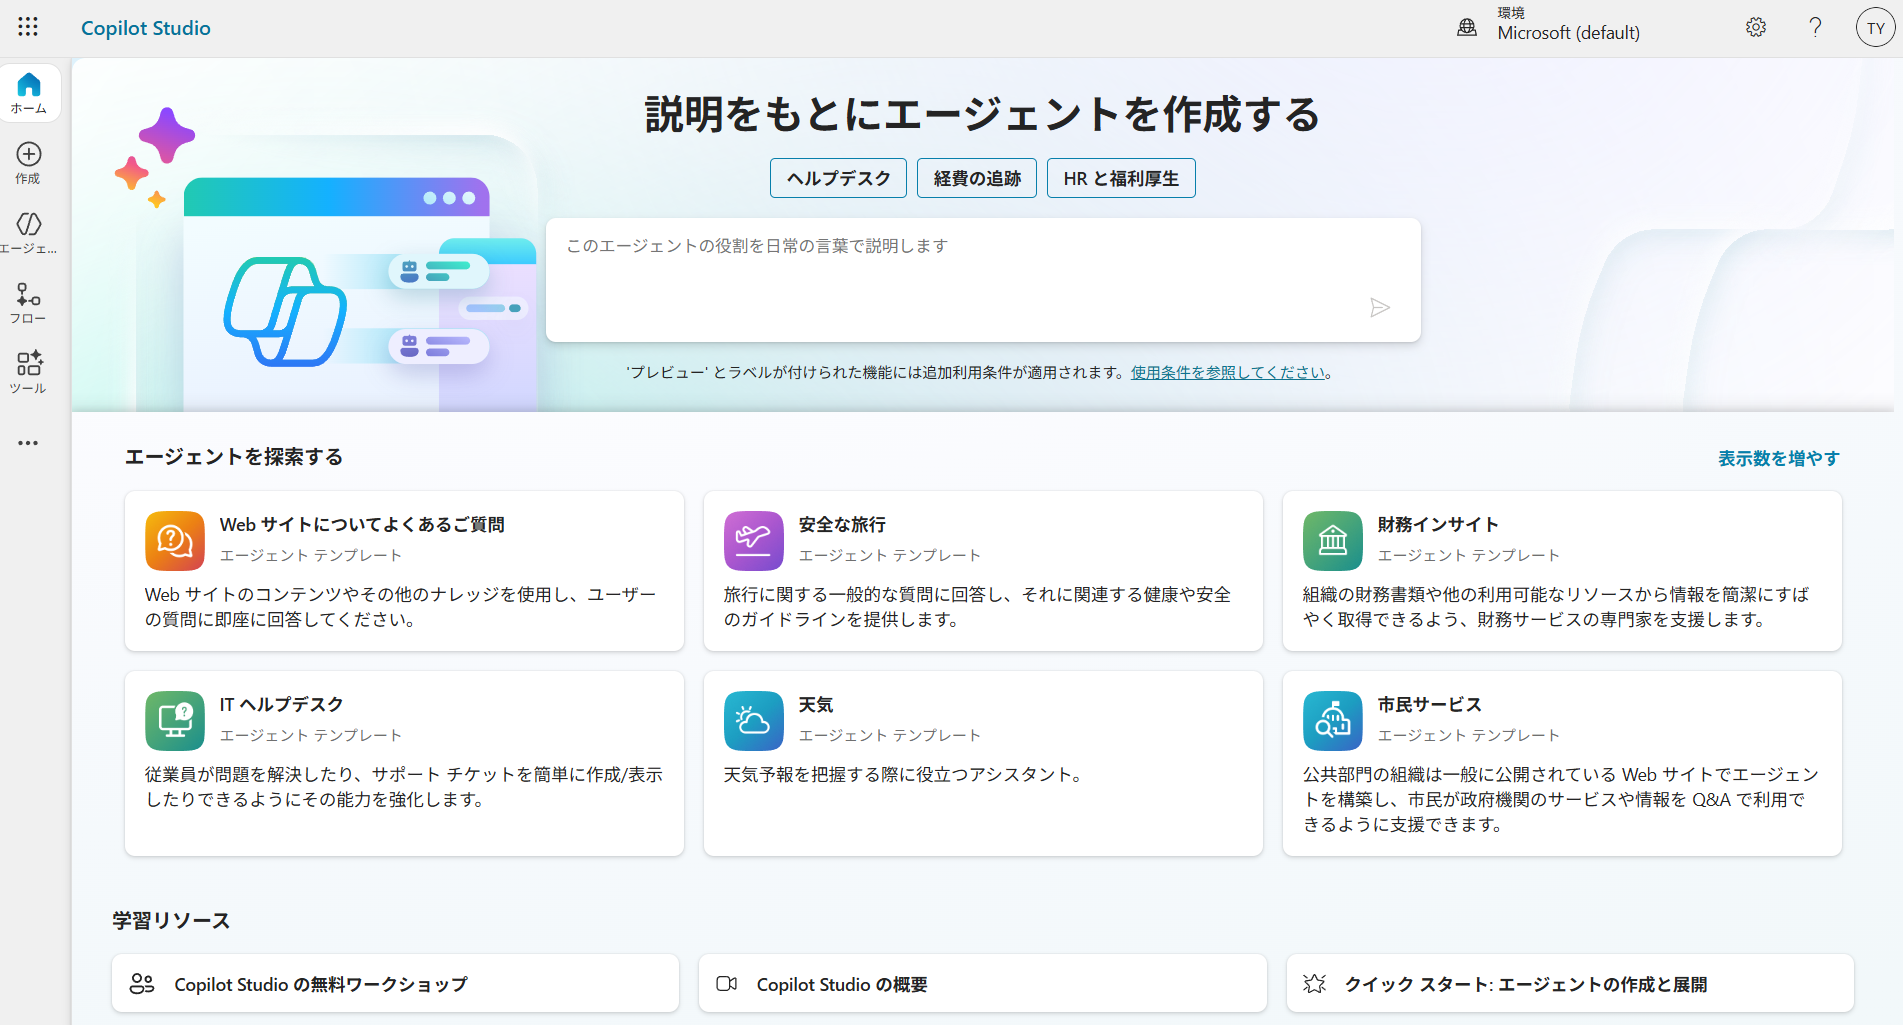 Copilot Studio
環境
Microsoft (default)
TY
ホーム
作成
エージェ...
フロー
ツール
説明をもとにエージェントを作成する
ヘルプデスク
経費の追跡
HR と福利厚生
このエージェントの役割を日常の言葉で説明します
'プレビュー' とラベルが付けられた機能には追加利用条件が適用されます。使用条件を参照してください。
エージェントを探索する
表示数を増やす
Web サイトについてよくあるご質問
エージェント テンプレート
Web サイトのコンテンツやその他のナレッジを使用し、ユーザー
の質問に即座に回答してください。
安全な旅行
エージェント テンプレート
旅行に関する一般的な質問に回答し、それに関連する健康や安全
のガイドラインを提供します。
財務インサイト
エージェント テンプレート
組織の財務書類や他の利用可能なリソースから情報を簡潔にすば
やく取得できるよう、財務サービスの専門家を支援します。
IT ヘルプデスク
エージェント テンプレート
従業員が問題を解決したり、サポート チケットを簡単に作成/表示
したりできるようにその能力を強化します。
天気
エージェント テンプレート
天気予報を把握する際に役立つアシスタント。
市民サービス
エージェント テンプレート
公共部門の組織は一般に公開されている Web サイトでエージェン
トを構築し、市民が政府機関のサービスや情報を Q&A で利用で
きるように支援できます。
学習リソース
Copilot Studio の無料ワークショップ
Copilot Studio の概要
クイック スタート: エージェントの作成と展開